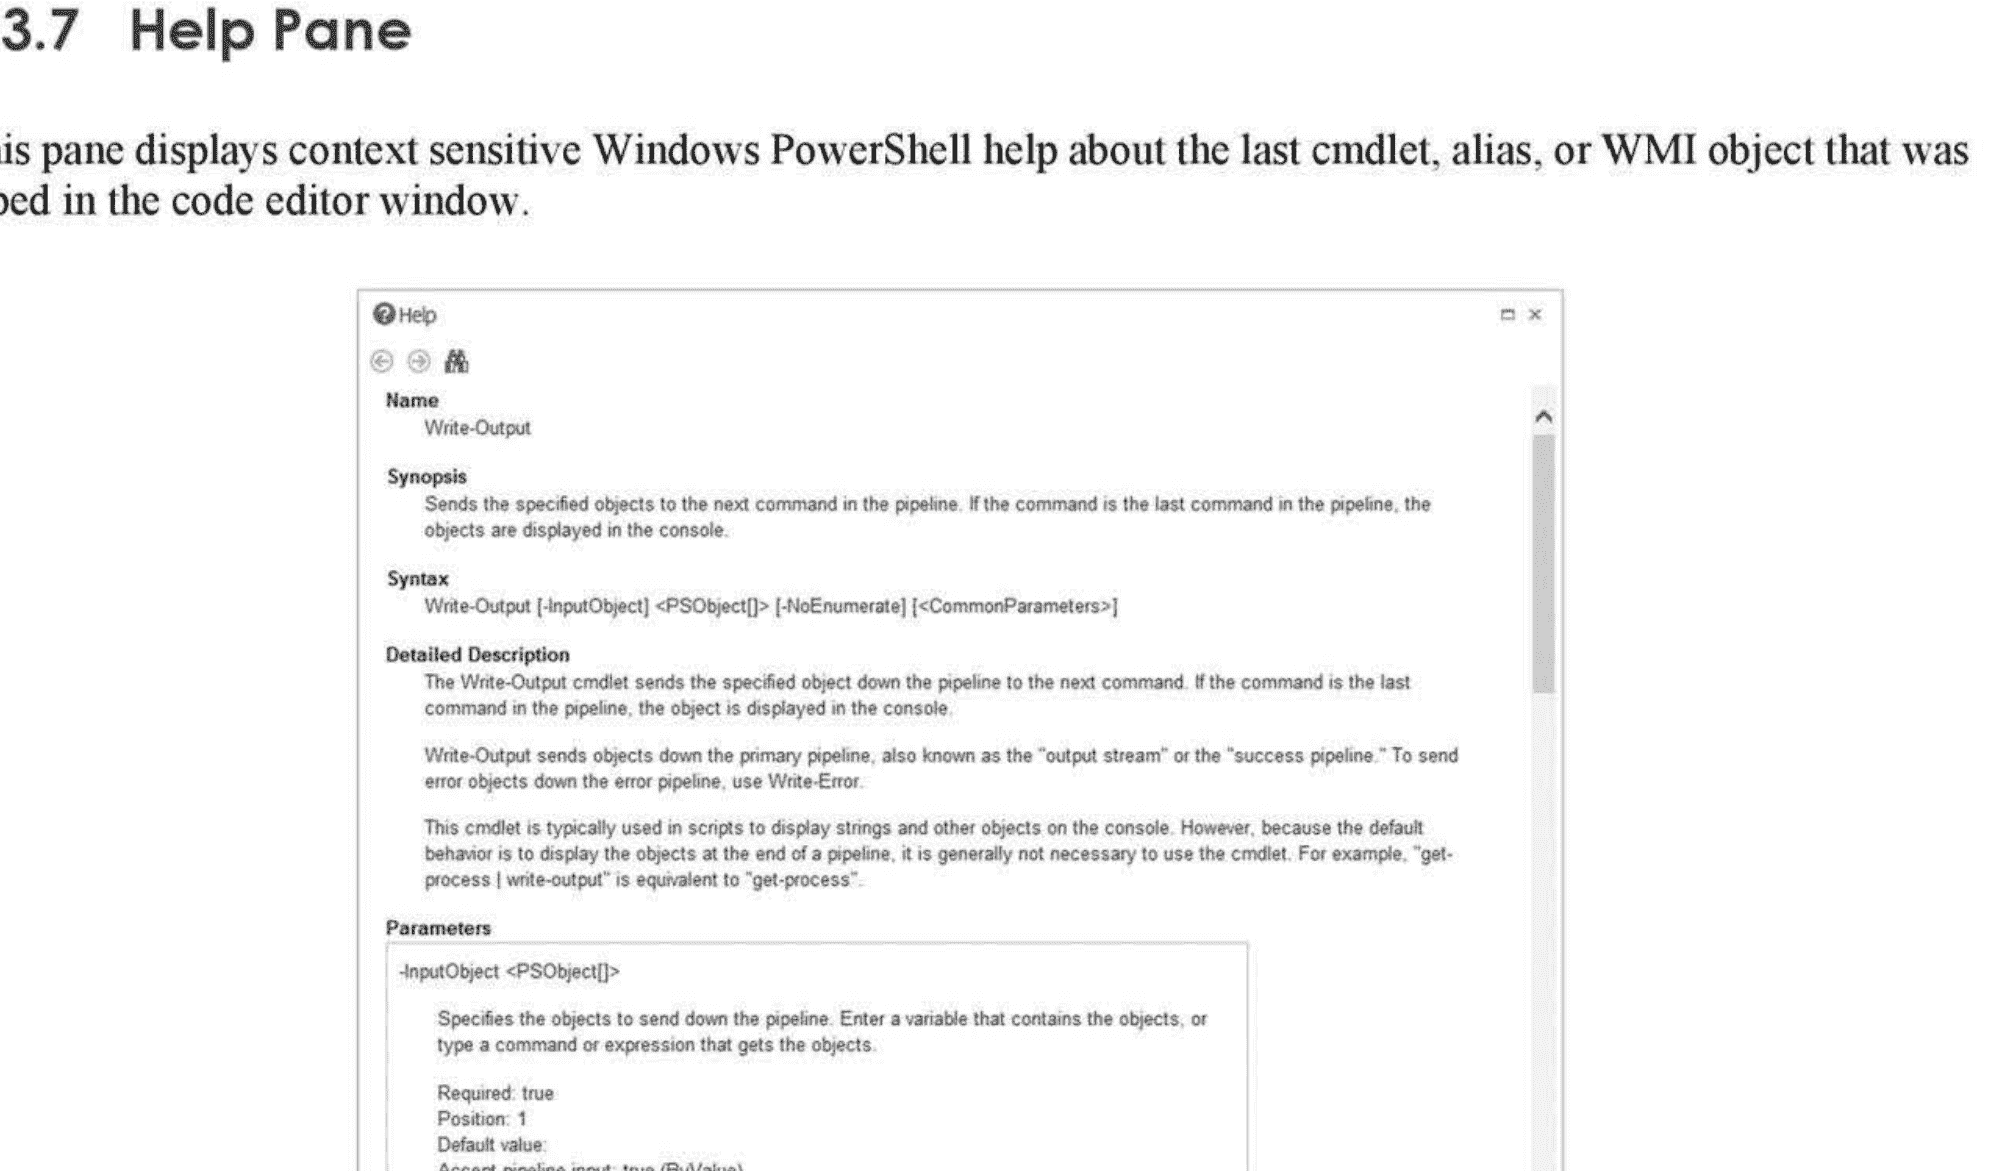 3.7 Help Pane
is pane displays context sensitive Windows PowerShell help about the last cmdlet, alias, or WMI object that was
ped in the code editor window.
Help
Name
Write-Output
Synopsis
Sends the specified objects to the next command in the pipeline. If the command is the last command in the pipeline, the
objects are displayed in the console.
Syntax
Write-Output [-InputObject] <PSObject[]> [-NoEnumerate] [<CommonParameters>]
Detailed Description
The Write-Output cmdlet sends the specified object down the pipeline to the next command. If the command is the last
command in the pipeline, the object is displayed in the console.
Write-Output sends objects down the primary pipeline, also known as the "output stream" or the "success pipeline." To send
error objects down the error pipeline, use Write-Error.
This cmdlet is typically used in scripts to display strings and other objects on the console. However, because the default
behavior is to display the objects at the end of a pipeline, it is generally not necessary to use the cmdlet. For example, "get-
process | write-output" is equivalent to "get-process".
Parameters
-InputObject <PSObject[]>
Specifies the objects to send down the pipeline. Enter a variable that contains the objects, or
type a command or expression that gets the objects.
Required: true
Position: 1
Default value:
Accept pipeline input: true (ByValue)